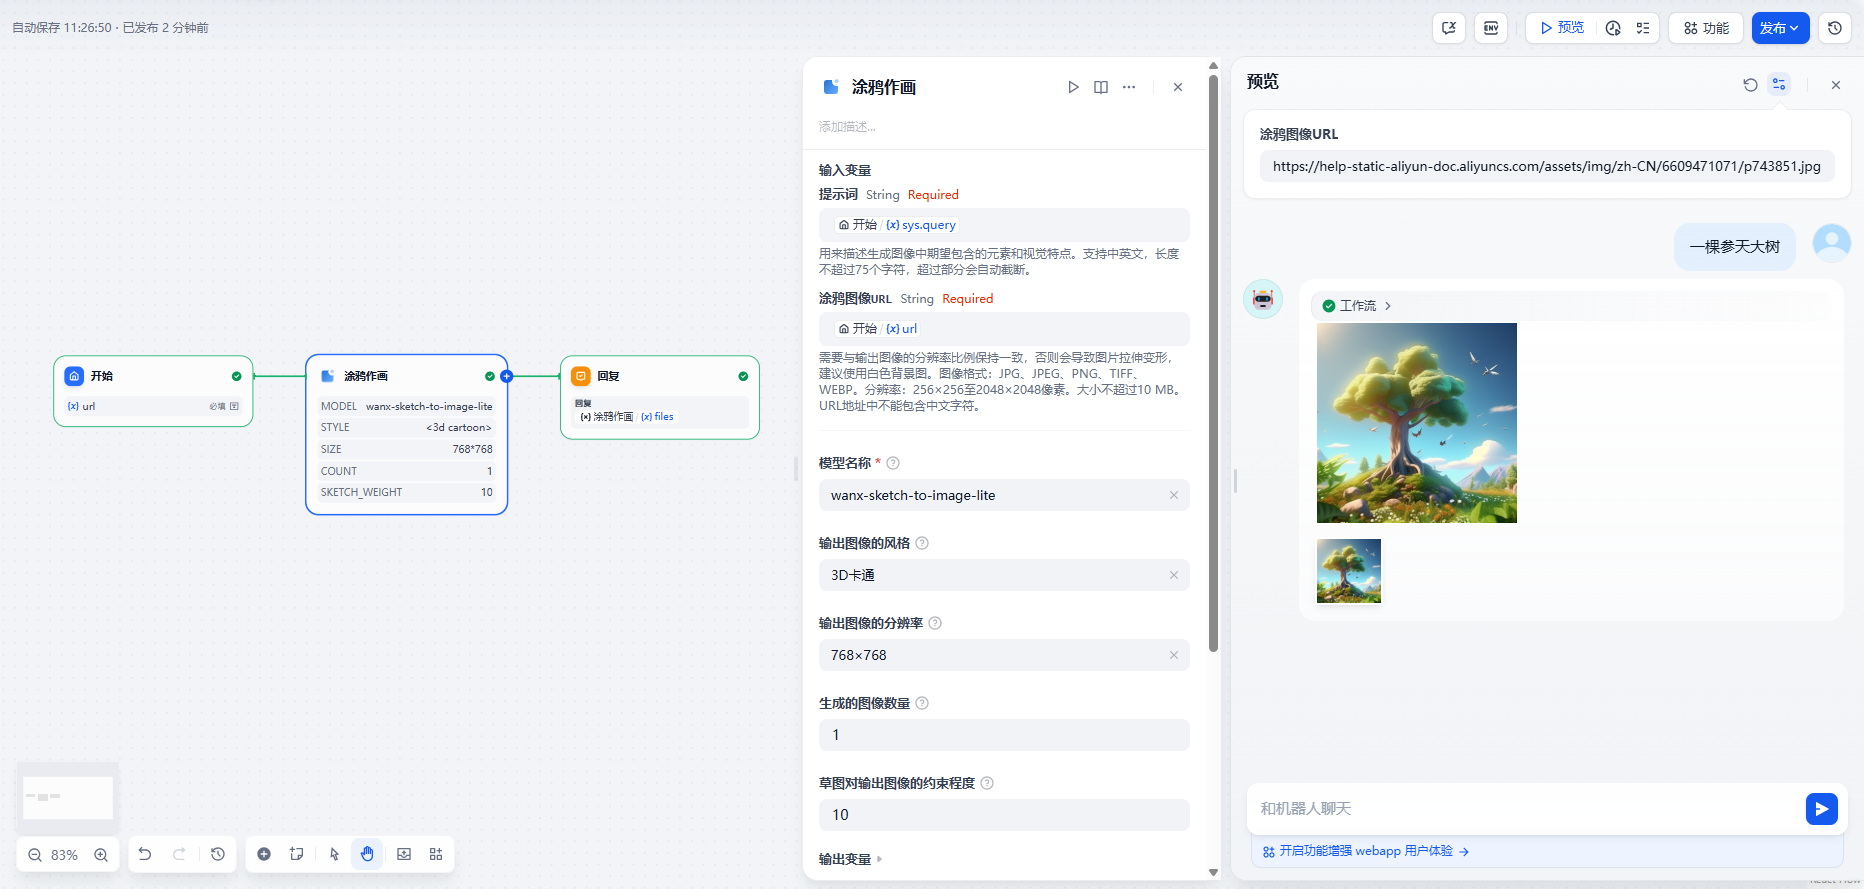 自动保存 11:26:50 · 已发布 2 分钟前
ENV
预览
功能
发布
开始
{x} url
必填
涂鸦作画
MODEL wanx-sketch-to-image-lite
STYLE <3d cartoon>
SIZE 768*768
COUNT 1
SKETCH_WEIGHT 10
回复
回复
{x} 涂鸦作画 / {x} files
83%
涂鸦作画
添加描述...
输入变量
提示词 String Required
开始 / {x} sys.query
用来描述生成图像中期望包含的元素和视觉特点。支持中英文，长度
不超过75个字符，超过部分会自动截断。
涂鸦图像URL String Required
开始 / {x} url
需要与输出图像的分辨率比例保持一致，否则会导致图片拉伸变形，
建议使用白色背景图。图像格式：JPG、JPEG、PNG、TIFF、
WEBP。分辨率：256×256至2048×2048像素。大小不超过10 MB。
URL地址中不能包含中文字符。
模型名称 *
wanx-sketch-to-image-lite
输出图像的风格
3D卡通
输出图像的分辨率
768×768
生成的图像数量
1
草图对输出图像的约束程度
10
输出变量
预览
涂鸦图像URL
https://help-static-aliyun-doc.aliyuncs.com/assets/img/zh-CN/6609471071/p743851.jpg
一棵参天大树
工作流
和机器人聊天
开启功能增强 webapp 用户体验